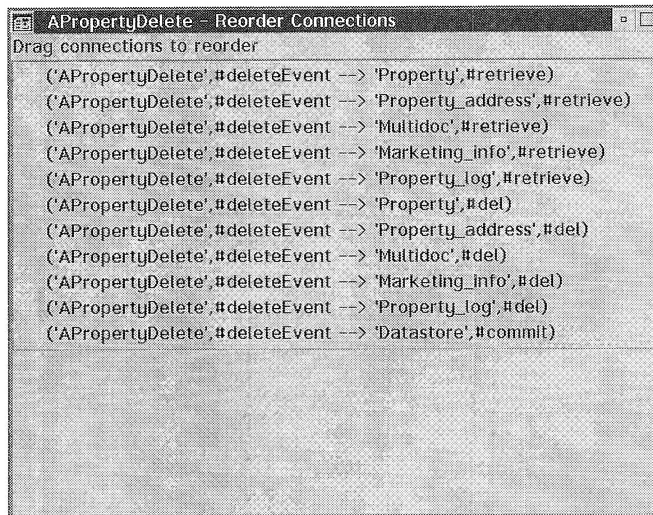 APropertyDelete - Reorder Connections
Drag connections to reorder
('APropertyDelete',#deleteEvent --> 'Property',#retrieve)
('APropertyDelete',#deleteEvent --> 'Property_address',#retrieve)
('APropertyDelete',#deleteEvent --> 'Multidoc',#retrieve)
('APropertyDelete',#deleteEvent --> 'Marketing_info',#retrieve)
('APropertyDelete',#deleteEvent --> 'Property_log',#retrieve)
('APropertyDelete',#deleteEvent --> 'Property',#del)
('APropertyDelete',#deleteEvent --> 'Property_address',#del)
('APropertyDelete',#deleteEvent --> 'Multidoc',#del)
('APropertyDelete',#deleteEvent --> 'Marketing_info',#del)
('APropertyDelete',#deleteEvent --> 'Property_log',#del)
('APropertyDelete',#deleteEvent --> 'Datastore',#commit)